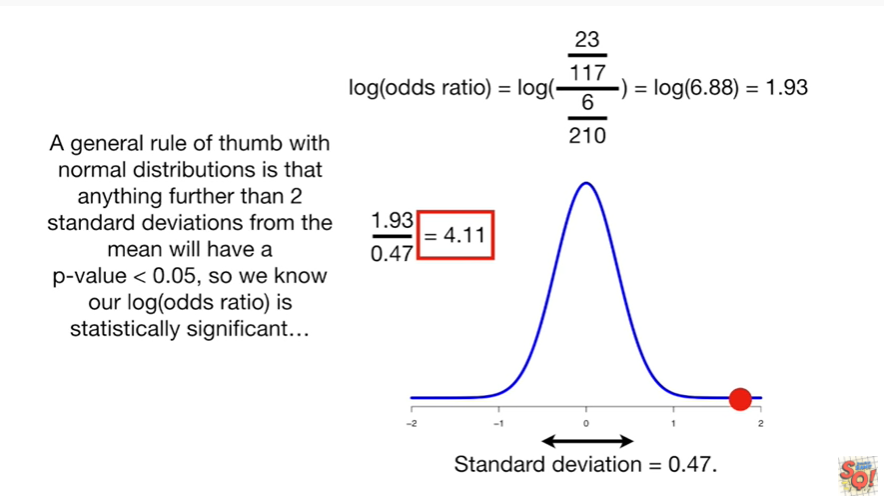 23
117
log(odds ratio) = log( ) = log(6.88) = 1.93
6
210
A general rule of thumb with
normal distributions is that
anything further than 2
standard deviations from the
mean will have a
p-value < 0.05, so we know
our log(odds ratio) is
statistically significant…
1.93
0.47
= 4.11
-2 -1 0 1 2
Standard deviation = 0.47.
SQ!